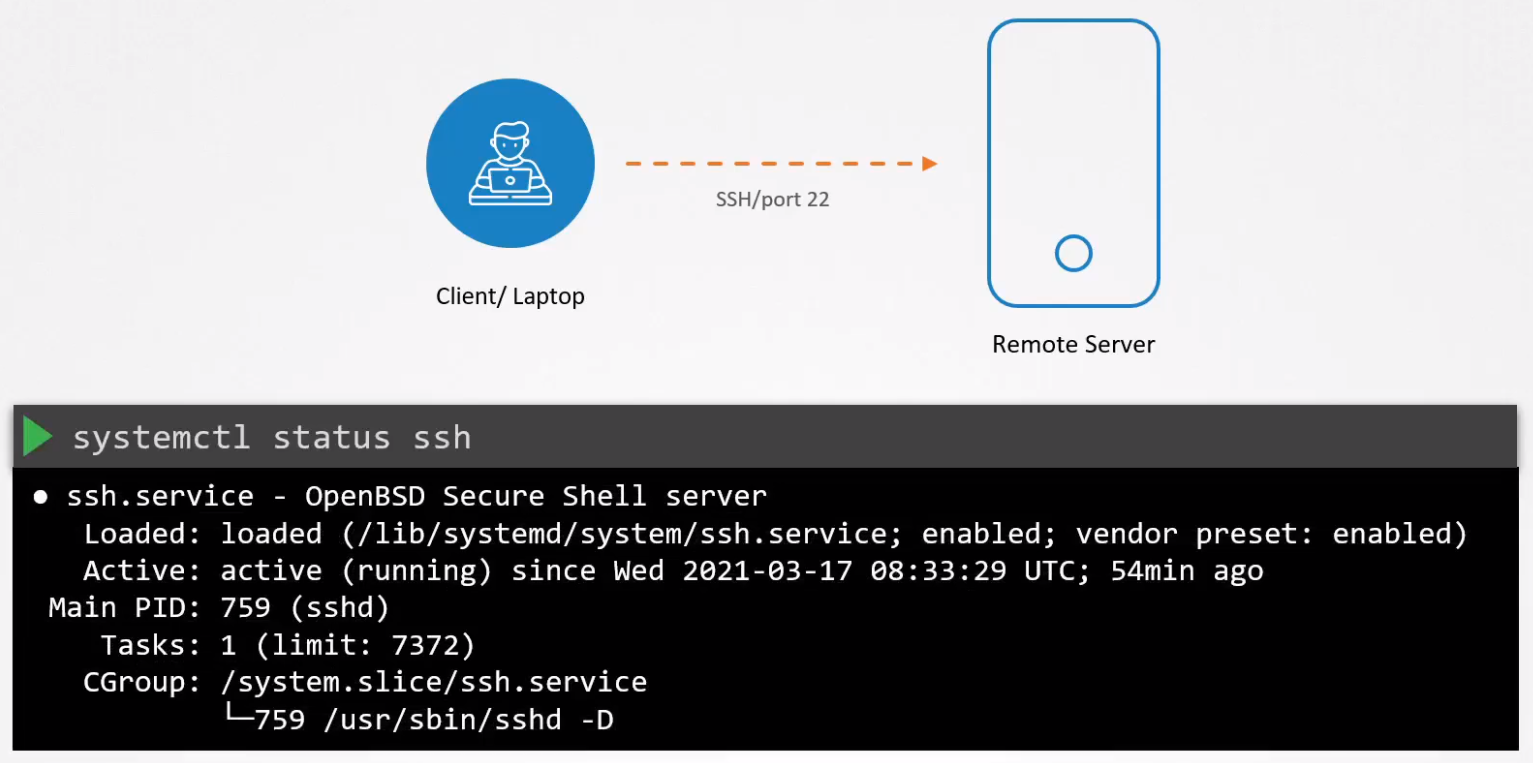 SSH/port 22
Client/ Laptop
Remote Server
systemctl status ssh
● ssh.service - OpenBSD Secure Shell server
Loaded: loaded (/lib/systemd/system/ssh.service; enabled; vendor preset: enabled)
Active: active (running) since Wed 2021-03-17 08:33:29 UTC; 54min ago
Main PID: 759 (sshd)
Tasks: 1 (limit: 7372)
CGroup: /system.slice/ssh.service
└─759 /usr/sbin/sshd -D